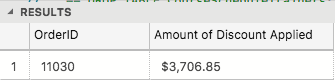 RESULTS
OrderID Amount of Discount Applied
1 11030 $3,706.85